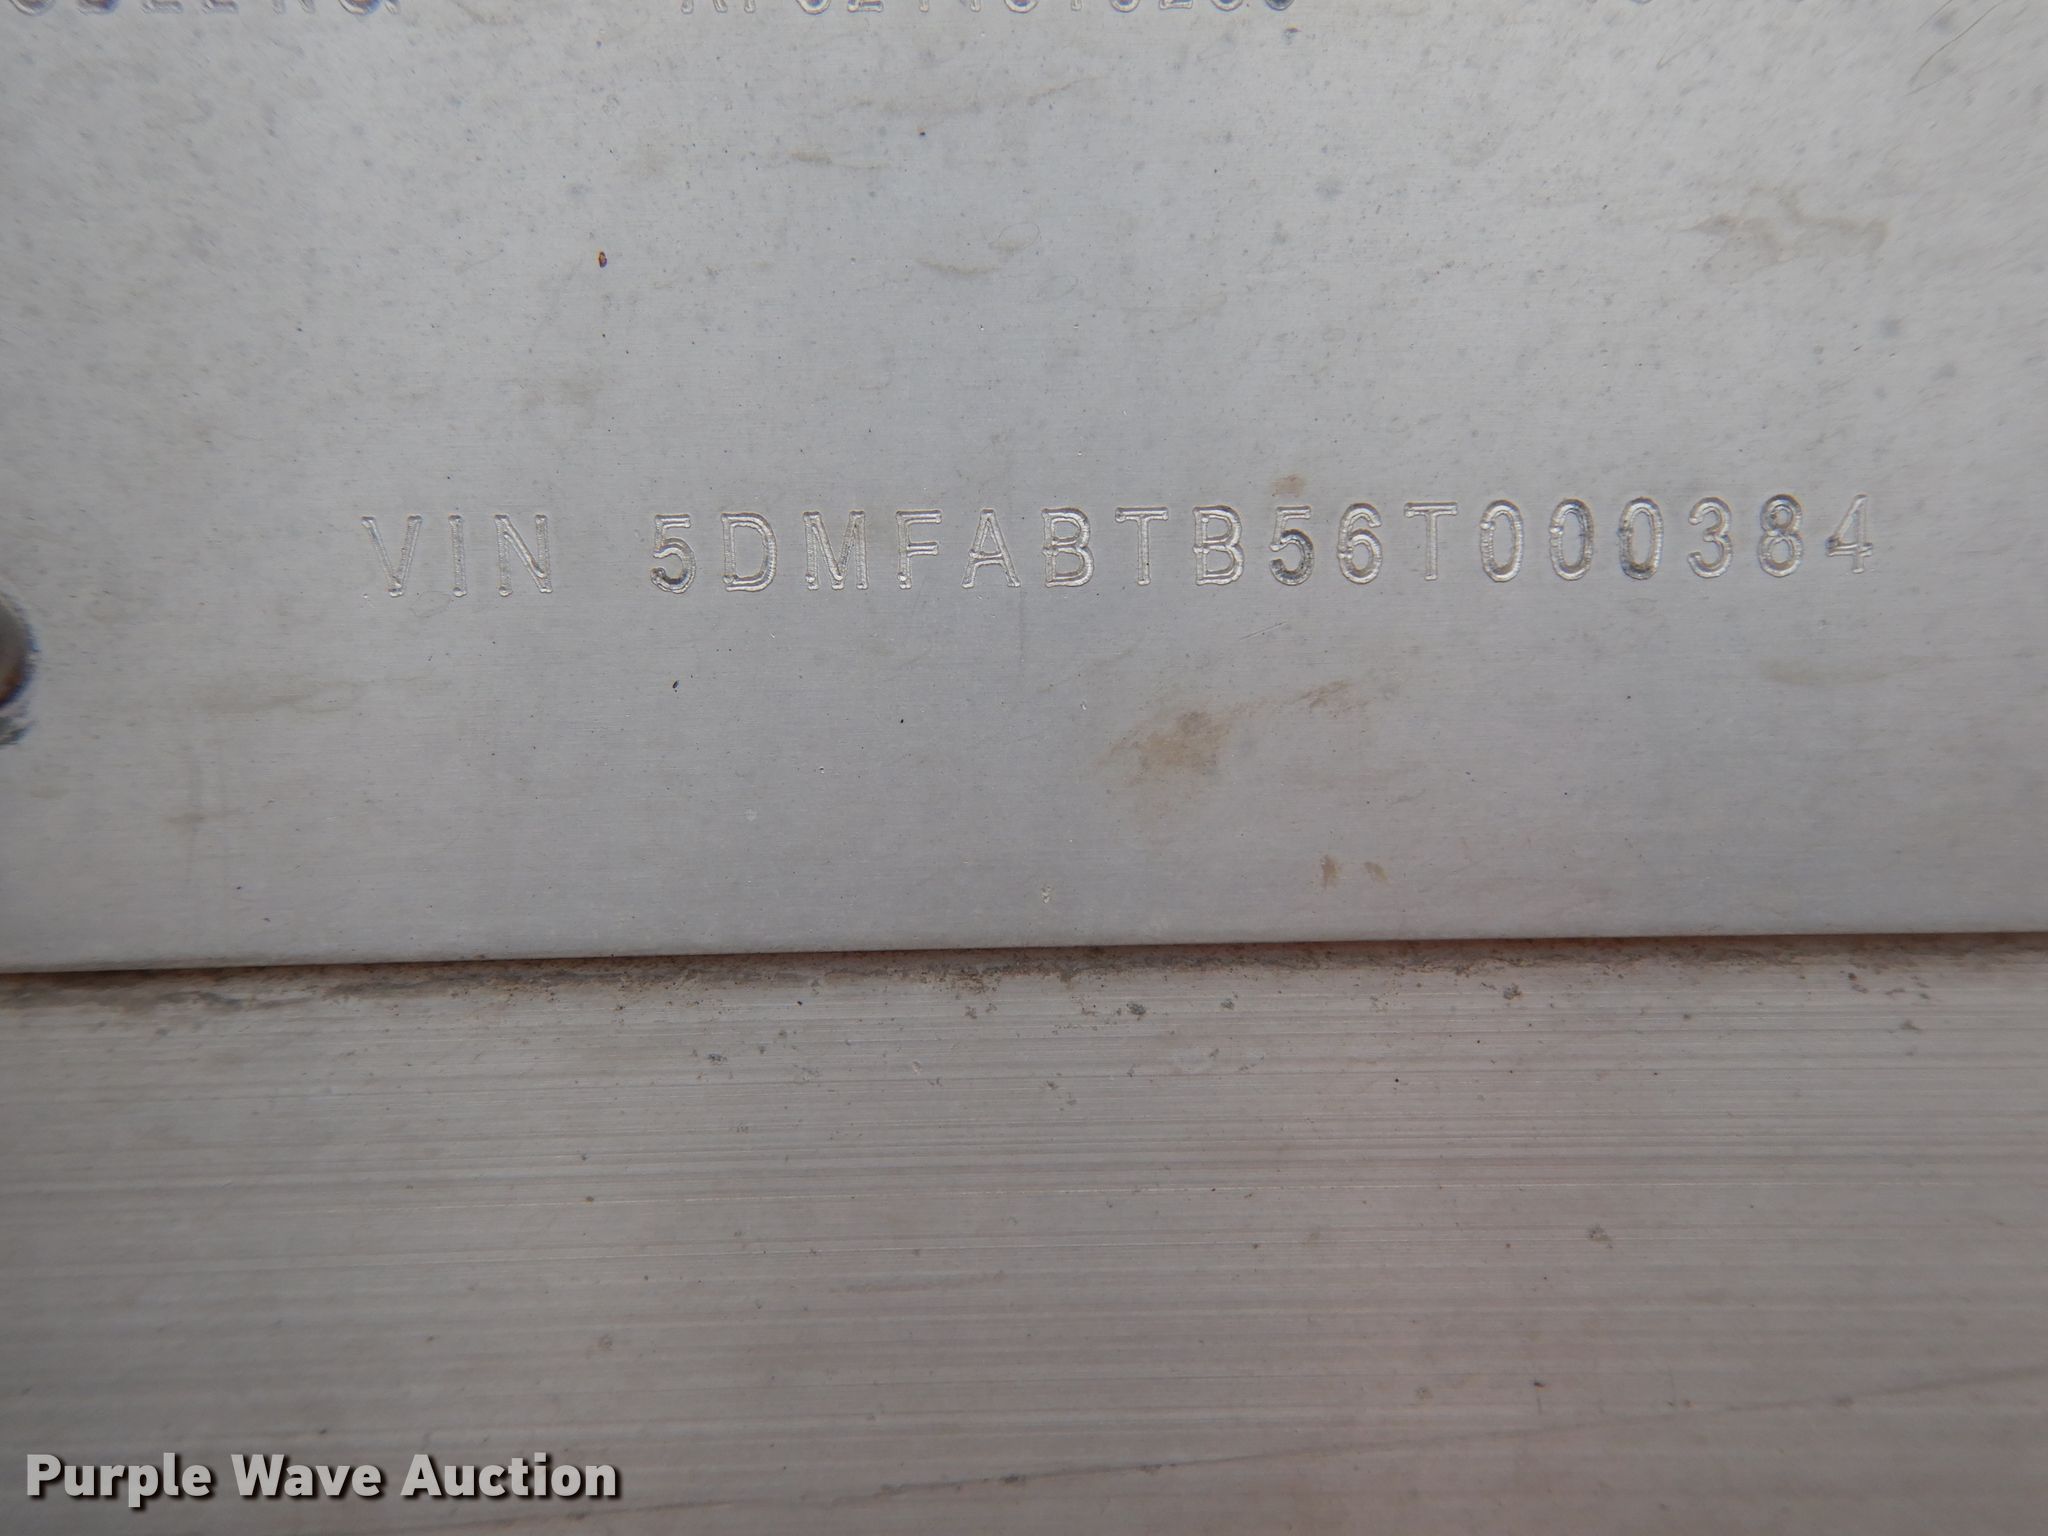 VIN 5DMFABTB56T000384
Purple Wave Auction